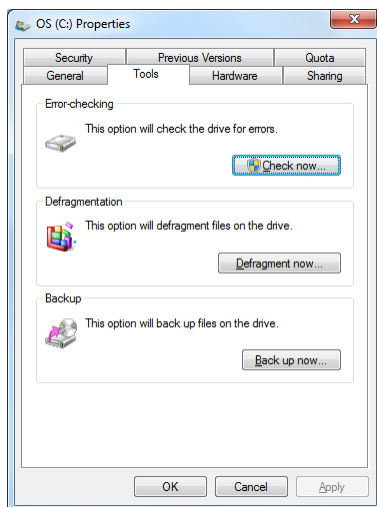 OS (C:) Properties
Security Previous Versions Quota
General Tools Hardware Sharing
Error-checking
This option will check the drive for errors.
Check now...
Defragmentation
This option will defragment files on the drive.
Defragment now...
Backup
This option will back up files on the drive.
Back up now...
OK Cancel Apply